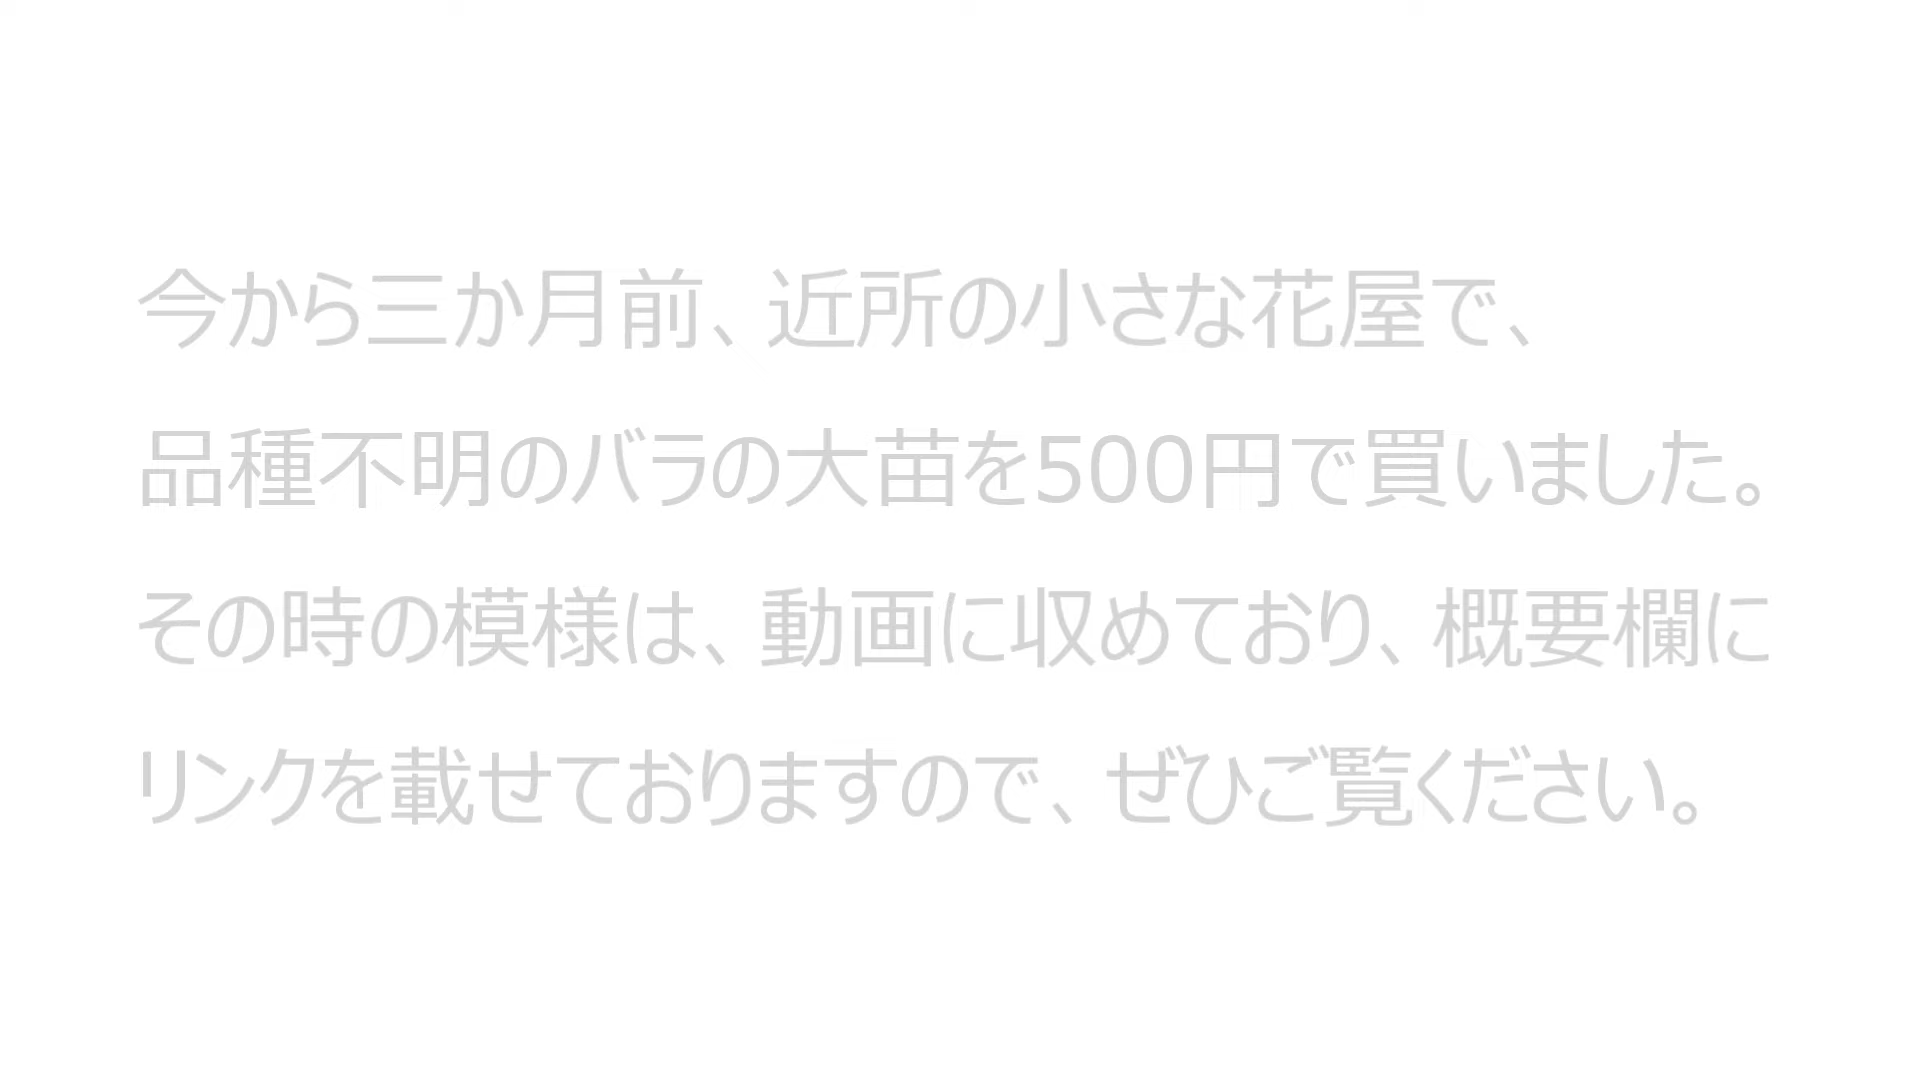 今から三か月前、近所の小さな花屋で、
品種不明のバラの大苗を500円で買いました。
その時の模様は、動画に収めており、概要欄に
リンクを載せておりますので、ぜひご覧ください。